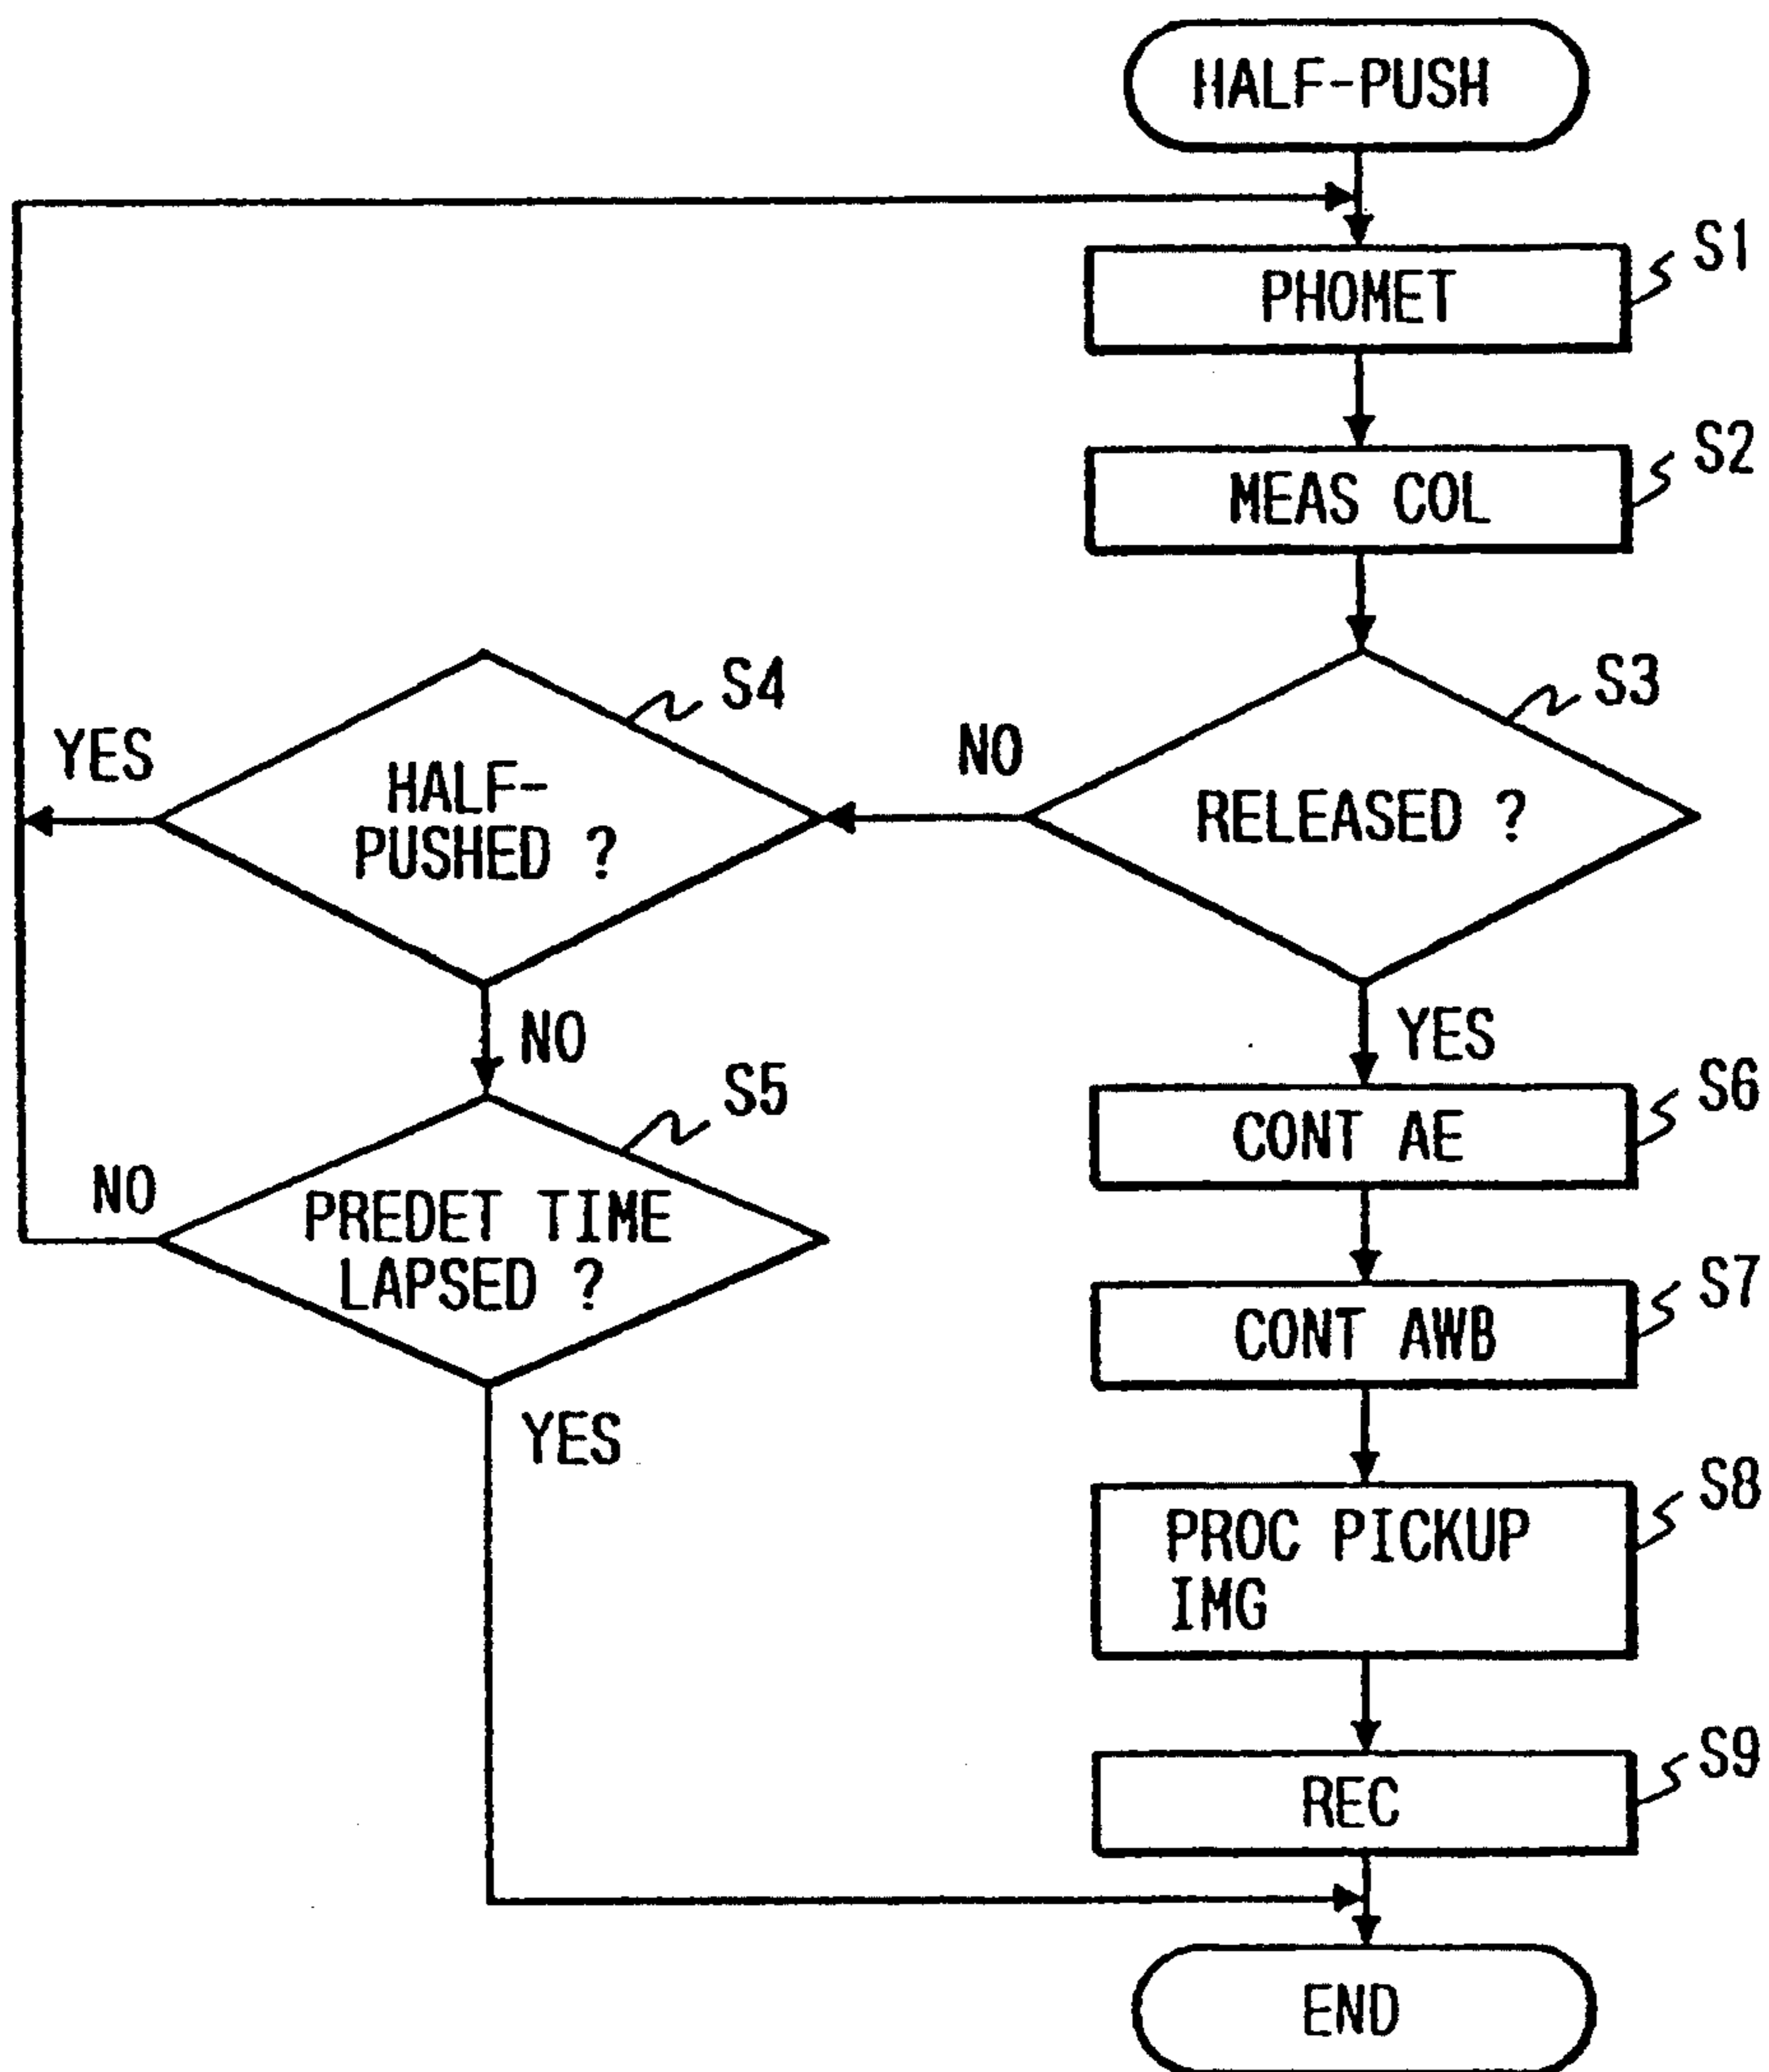 HALF-PUSH
S1
PHOMET
S2
MEAS COL
S3
RELEASED ?
NO
YES
S4
HALF-
PUSHED ?
YES
NO
S5
PREDET TIME
LAPSED ?
NO
YES
S6
CONT AE
S7
CONT AWB
S8
PROC PICKUP
IMG
S9
REC
END